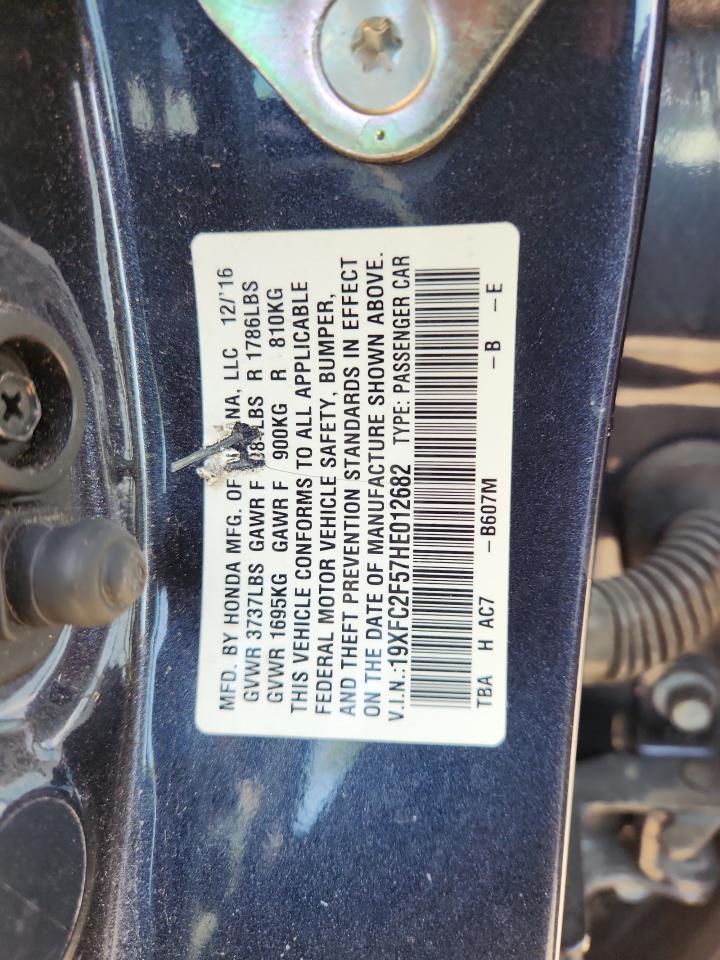 MFD. BY HONDA MFG. OF LLC 12/'16
GVWR 3737LBS GAWR F R 1786LBS
GVWR 1695KG GAWR F 900KG R 810KG
THIS VEHICLE CONFORMS TO ALL APPLICABLE
FEDERAL MOTOR VEHICLE SAFETY, BUMPER,
AND THEFT PREVENTION STANDARDS IN EFFECT
ON THE DATE OF MANUFACTURE SHOWN ABOVE.
V.I.N.:19XFC2F57HE012682 TYPE: PASSENGER CAR
TBA H AC7 -B607M -B -E